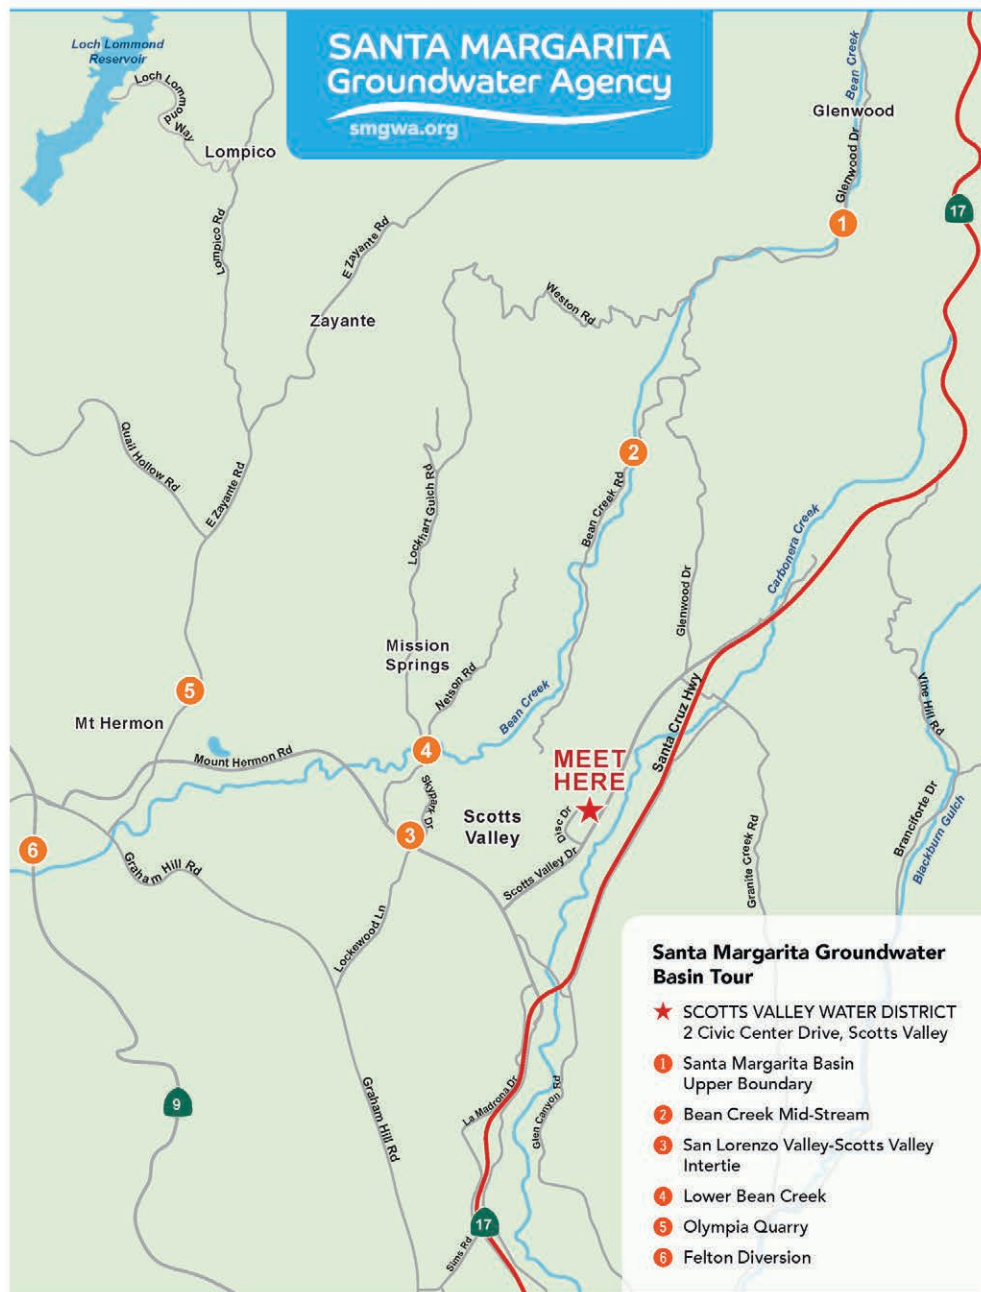 SANTA MARGARITA
Groundwater Agency
smgwa.org
Loch Lommond
Reservoir
Loch Lommond Way
Lompico
Lompico Rd
E Zayante Rd
Zayante
Bean Creek
Glenwood
Glenwood Dr
1
17
Weston Rd
Quail Hollow Rd
E Zayante Rd
Lockhart Gulch Rd
2
Bean Creek Rd
Carbonera Creek
Glenwood Dr
Mission
Springs
Nelson Rd
Bean Creek
5
Mt Hermon
Mount Hermon Rd
4
Skypark Dr
Santa Cruz Hwy
Vine Hill Rd
MEET
HERE
Disc Dr
Scotts
Valley
3
6
Graham Hill Rd
Scotts Valley Dr
Granite Creek Rd
Branciforte Dr
Blackburn Gulch
Lockewood Ln
9
Graham Hill Rd
La Madrona Dr
Glen Canyon Rd
17
Sims Rd
Santa Margarita Groundwater
Basin Tour
SCOTTS VALLEY WATER DISTRICT
2 Civic Center Drive, Scotts Valley
1 Santa Margarita Basin
Upper Boundary
2 Bean Creek Mid-Stream
3 San Lorenzo Valley-Scotts Valley
Intertie
4 Lower Bean Creek
5 Olympia Quarry
6 Felton Diversion